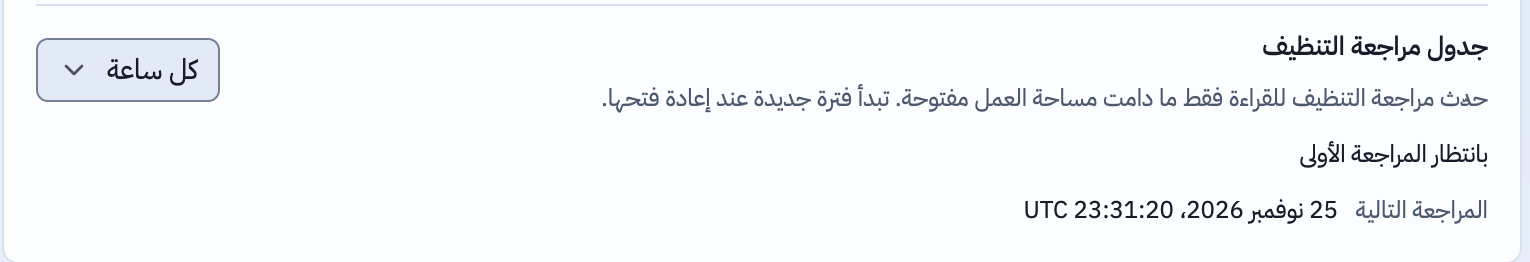 جدول مراجعة التنظيف
كل ساعة
حدث مراجعة التنظيف للقراءة فقط ما دامت مساحة العمل مفتوحة. تبدأ فترة جديدة عند إعادة فتحها.
بانتظار المراجعة الأولى
المراجعة التالية 25 نوفمبر 2026، 23:31:20 UTC